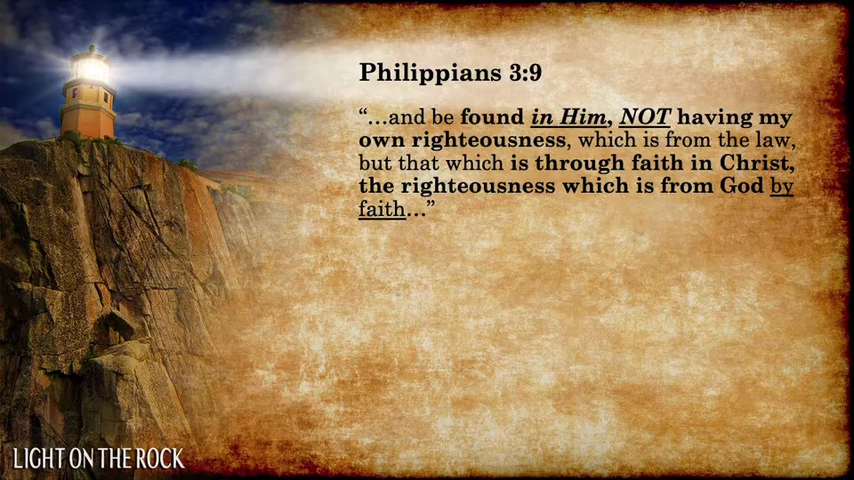 Philippians 3:9
“…and be found in Him, NOT having my
own righteousness, which is from the law,
but that which is through faith in Christ,
the righteousness which is from God by
faith…”
LIGHT ON THE ROCK